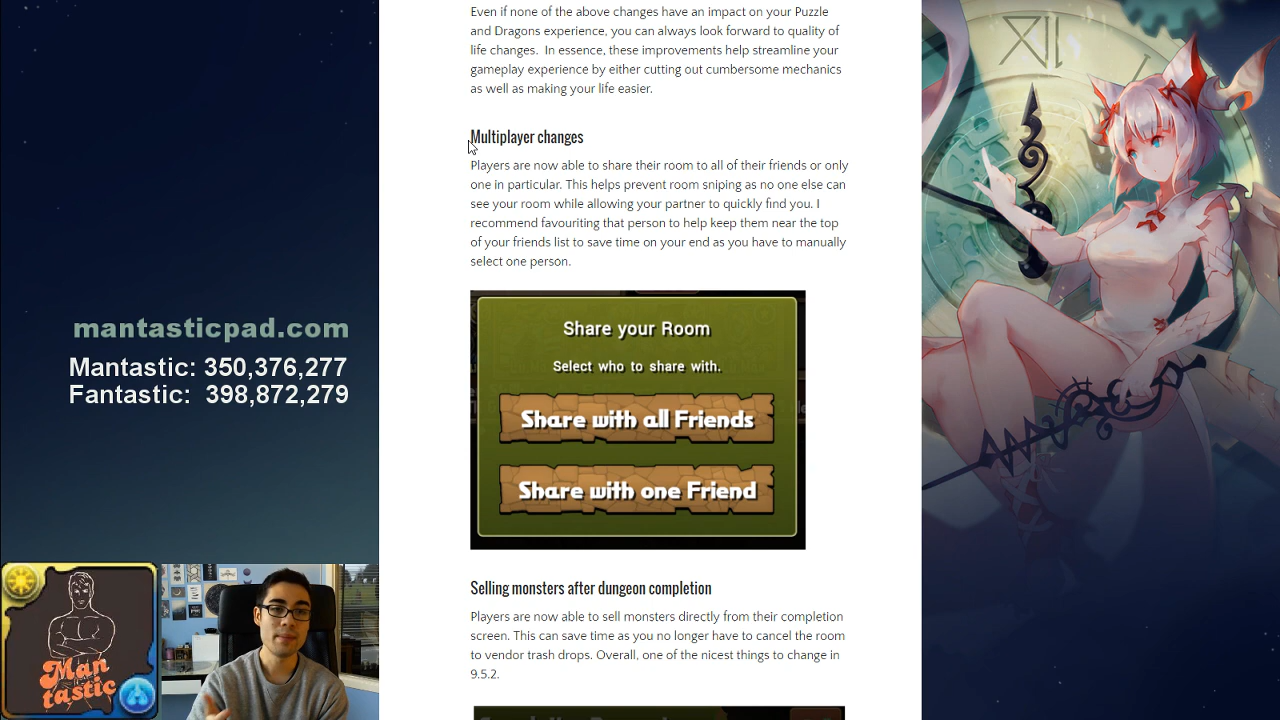 Even if none of the above changes have an impact on your Puzzle
and Dragons experience, you can always look forward to quality of
life changes.  In essence, these improvements help streamline your
gameplay experience by either cutting out cumbersome mechanics
as well as making your life easier.
Multiplayer changes
Players are now able to share their room to all of their friends or only
one in particular. This helps prevent room sniping as no one else can
see your room while allowing your partner to quickly find you. I
recommend favouriting that person to help keep them near the top
of your friends list to save time on your end as you have to manually
select one person.
Share your Room
Select who to share with.
Share with all Friends
Share with one Friend
Selling monsters after dungeon completion
Players are now able to sell monsters directly from their completion
screen. This can save time as you no longer have to cancel the room
to vendor trash drops. Overall, one of the nicest things to change in
9.5.2.
mantasticpad.com
Mantastic: 350,376,277
Fantastic:  398,872,279
Man
tastic
XII
I